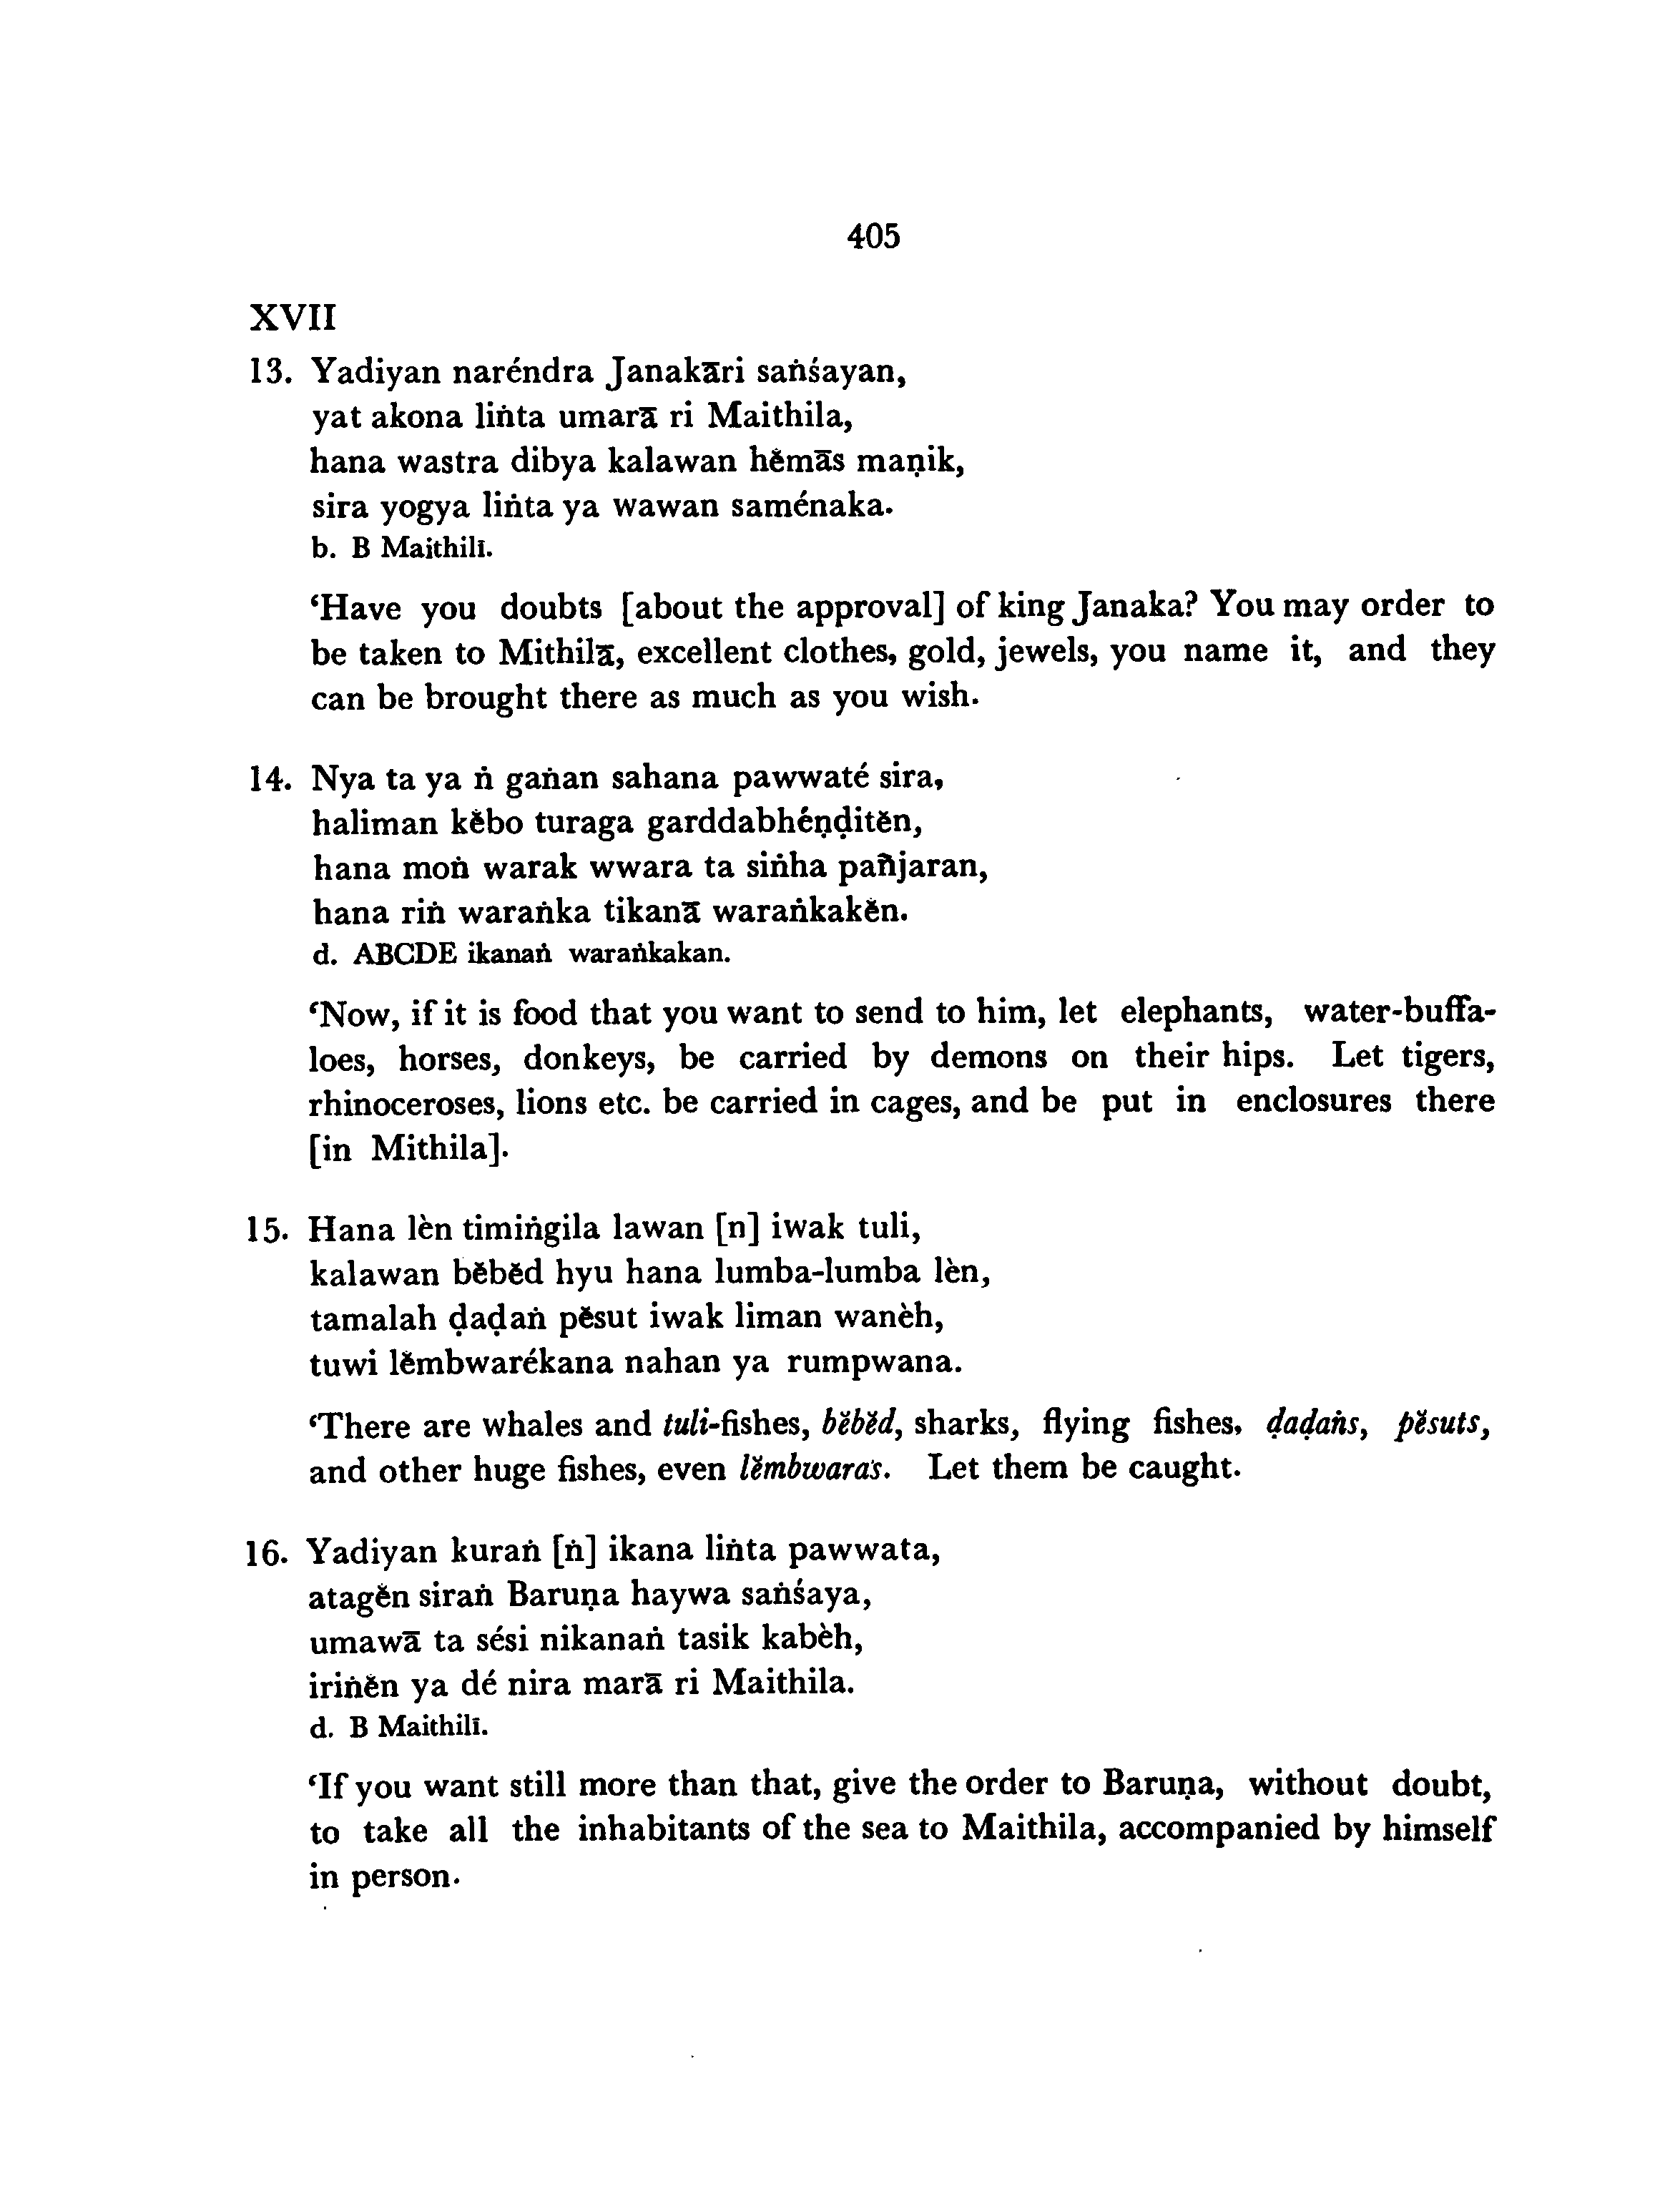 405
XVII
13. Yadiyan naréndra Janakāri saṅśayan,
yat akona liṅta umarā ri Maithila,
hana wastra dibya kalawan hĕmās maṇik,
sira yogya liṅta ya wawan saménaka.
b. B Maithilī.
‘Have you doubts [about the approval] of king Janaka? You may order to
be taken to Mithilā, excellent clothes, gold, jewels, you name it, and they
can be brought there as much as you wish.
14. Nya ta ya ṅ gaṅan sahana pawwaté sira,
haliman kĕbo turaga garddabhéṇḍitĕn,
hana moṅ warak wwara ta siṅha pañjaran,
hana riṅ waraṅka tikanā waraṅkakĕn.
d. ABCDE ikanaṅ waraṅkakan.
‘Now, if it is food that you want to send to him, let elephants, water-buffa-
loes, horses, donkeys, be carried by demons on their hips. Let tigers,
rhinoceroses, lions etc. be carried in cages, and be put in enclosures there
[in Mithila].
15. Hana lèn timiṅgila lawan [n] iwak tuli,
kalawan bĕbĕd hyu hana lumba-lumba lèn,
tamalah ḍaḍaṅ pĕsut iwak liman wanèh,
tuwi lĕmbwarékana nahan ya rumpwana.
‘There are whales and tuli-fishes, bĕbĕd, sharks, flying fishes, ḍaḍaṅs, pĕsuts,
and other huge fishes, even lĕmbwara's. Let them be caught.
16. Yadiyan kuraṅ [ṅ] ikana liṅta pawwata,
atagĕn siraṅ Baruṇa haywa saṅśaya,
umawā ta sési nikanaṅ tasik kabèh,
iriṅĕn ya dé nira marā ri Maithila.
d. B Maithilī.
‘If you want still more than that, give the order to Baruṇa, without doubt,
to take all the inhabitants of the sea to Maithila, accompanied by himself
in person.